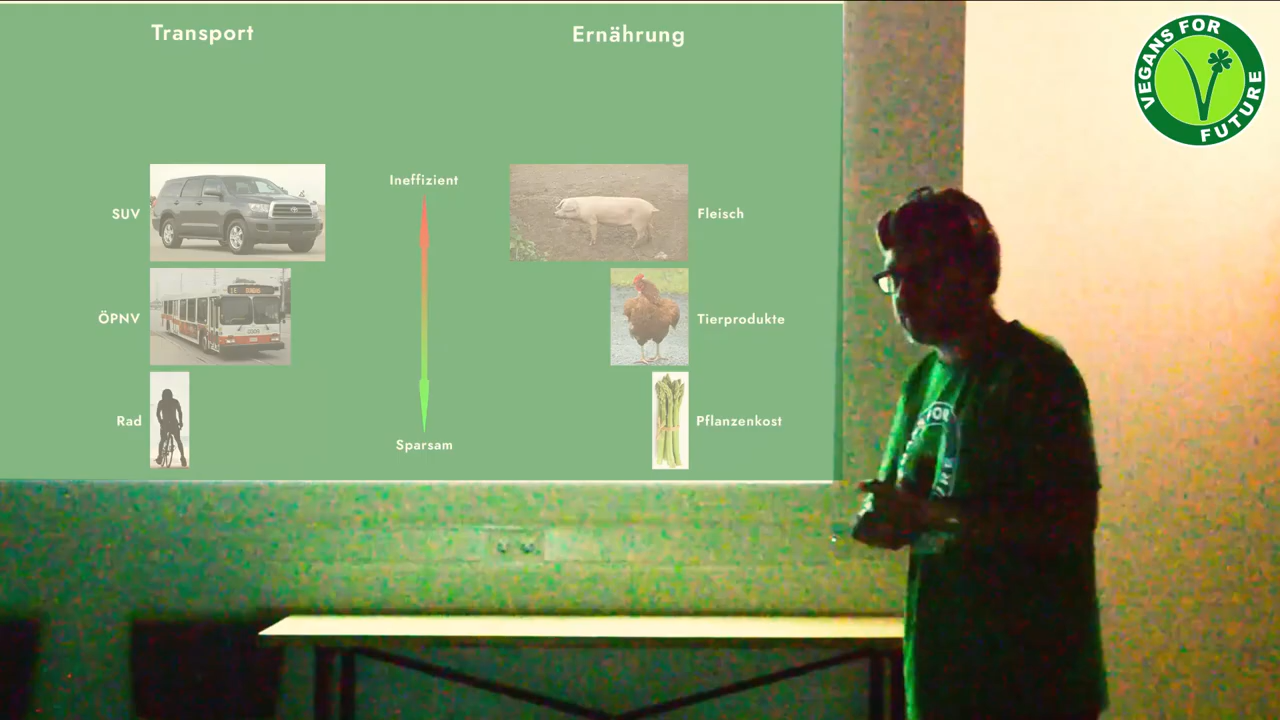 Transport
Ernährung
Ineffizient
SUV
Fleisch
ÖPNV
Tierprodukte
Rad
Pflanzenkost
Sparsam
VEGANS FOR
FUTURE